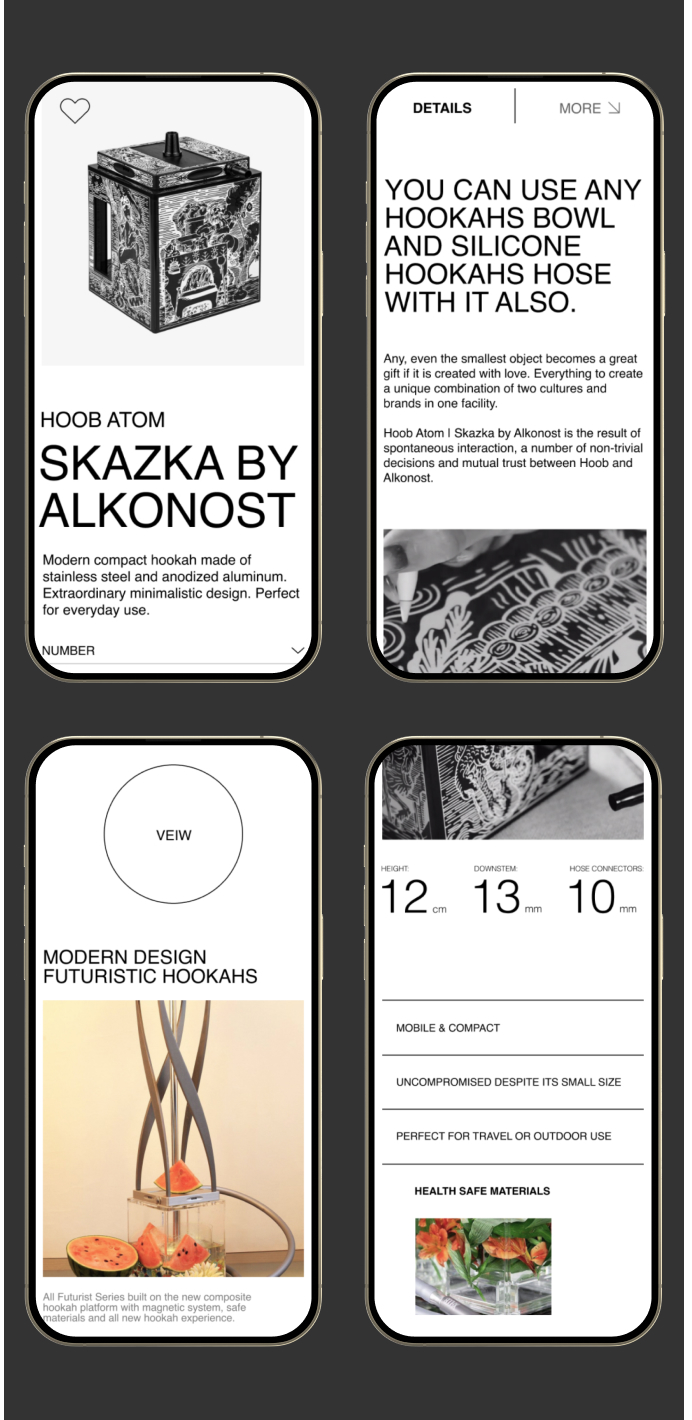 HOOB ATOM
SKAZKA BY
ALKONOST
Modern compact hookah made of
stainless steel and anodized aluminum.
Extraordinary minimalistic design. Perfect
for everyday use.
NUMBER
DETAILS
MORE
YOU CAN USE ANY
HOOKAHS BOWL
AND SILICONE
HOOKAHS HOSE
WITH IT ALSO.
Any, even the smallest object becomes a great
gift if it is created with love. Everything to create
a unique combination of two cultures and
brands in one facility.
Hoob Atom | Skazka by Alkonost is the result of
spontaneous interaction, a number of non-trivial
decisions and mutual trust between Hoob and
Alkonost.
VEIW
MODERN DESIGN
FUTURISTIC HOOKAHS
All Futurist Series built on the new composite
hookah platform with magnetic system, safe
materials and all new hookah experience.
HEIGHT:
12 cm
DOWNSTEM:
13 mm
HOSE CONNECTORS:
10 mm
MOBILE & COMPACT
UNCOMPROMISED DESPITE ITS SMALL SIZE
PERFECT FOR TRAVEL OR OUTDOOR USE
HEALTH SAFE MATERIALS